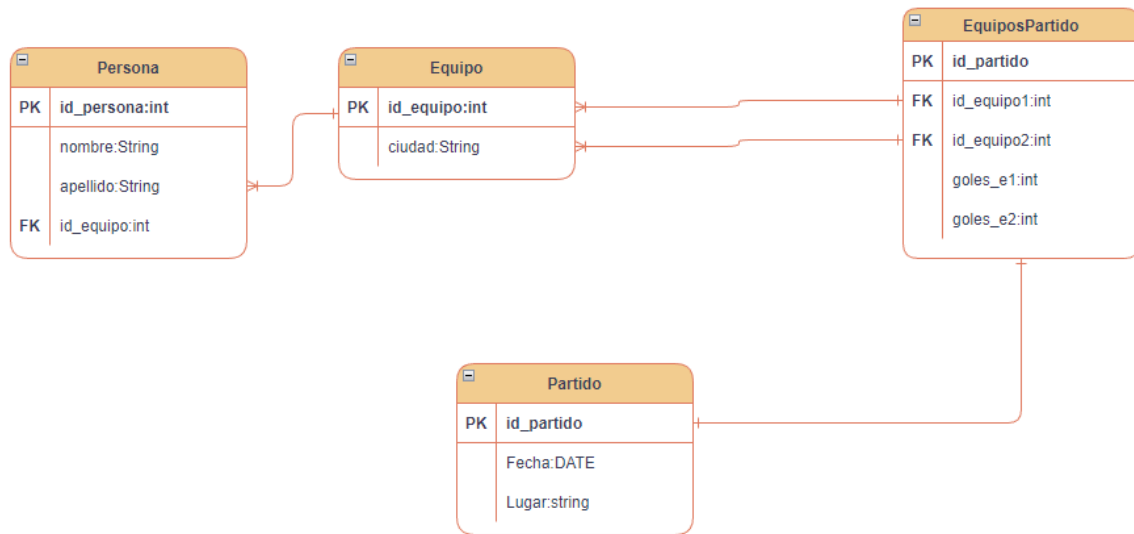 Persona
PK id_persona:int
nombre:String
apellido:String
FK id_equipo:int
Equipo
PK id_equipo:int
ciudad:String
EquiposPartido
PK id_partido
FK id_equipo1:int
FK id_equipo2:int
goles_e1:int
goles_e2:int
Partido
PK id_partido
Fecha:DATE
Lugar:string